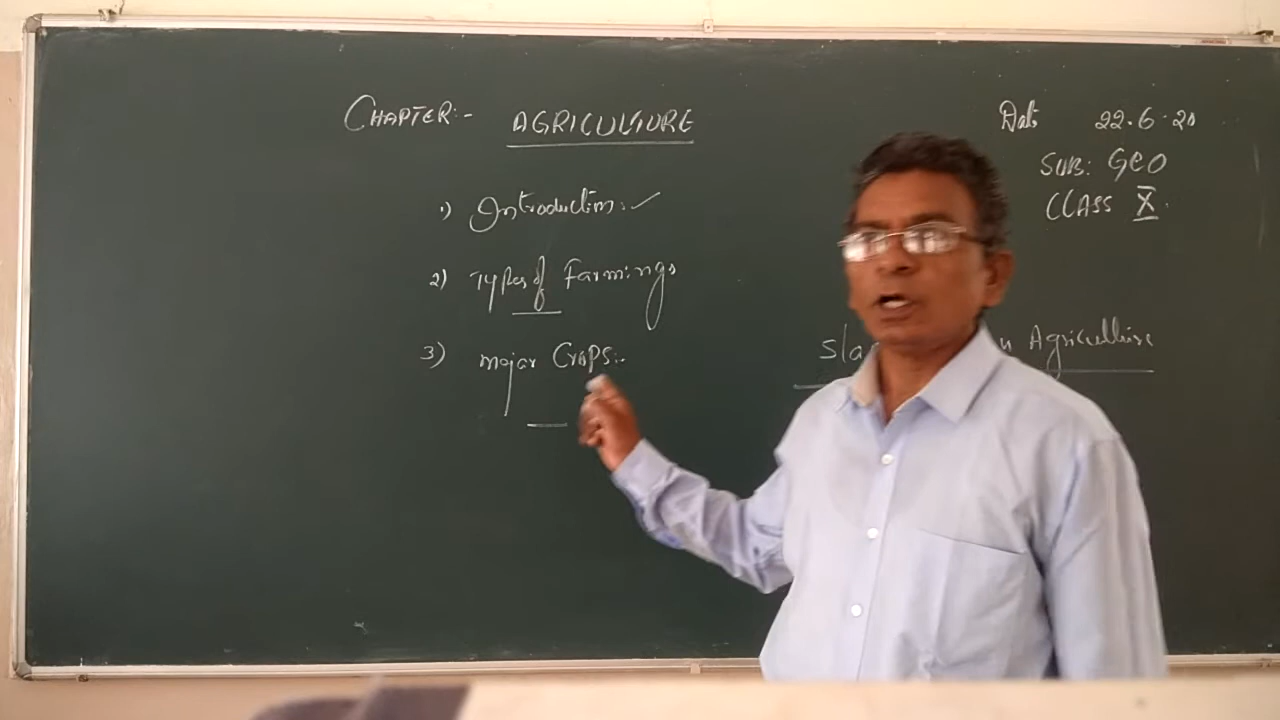 CHAPTER:- AGRICULTURE
Date 22.6.20
SUB: GEO
CLASS X.
1) Introduction:✓
2) Types of Farmings
3) Major Crops:-
Agriculture